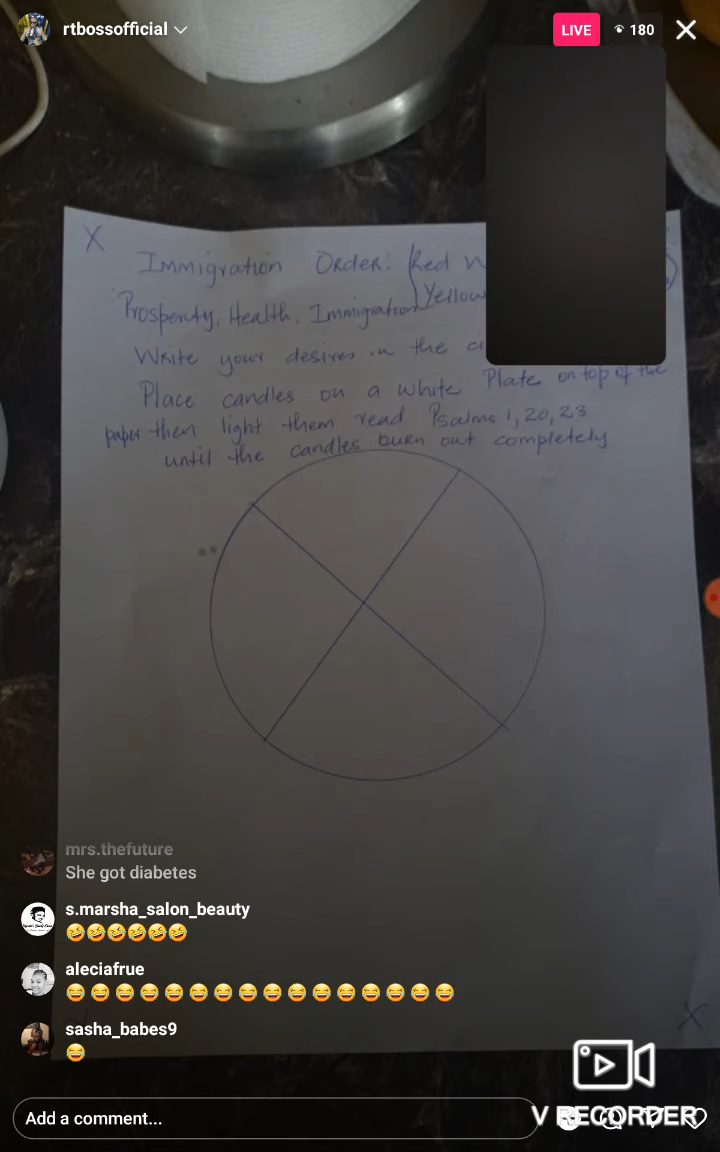 rtbossofficial
LIVE
180
X
Immigration Order: (Red
Prosperity, Health, Immigration Yellow
Write your desires in the
Place candles on a white Plate on top of the
paper then light them read Psalms 1, 20, 23
until the candles burn out completely
mrs.thefuture
She got diabetes
s.marsha_salon_beauty
🤣🤣🤣🤣🤣🤣
aleciafrue
😂😂😂😂😂😂😂😂😂😂😂😂😂😂😂😂
sasha_babes9
😂
X
Add a comment...
V RECORDER